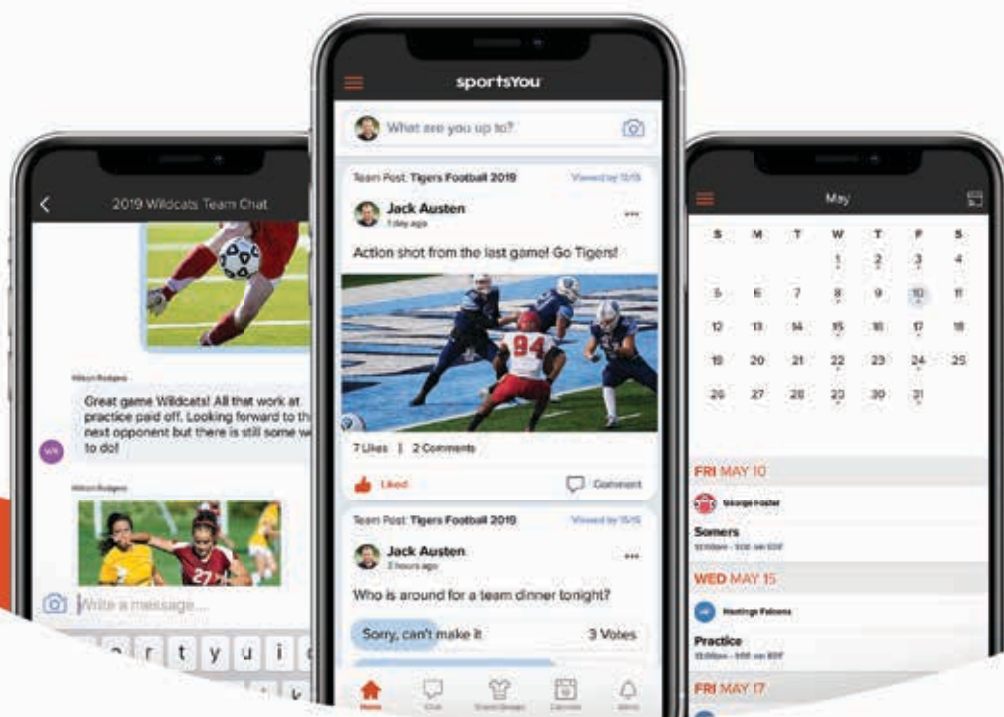 2019 Wildcats Team Chat
Great game Wildcats! All that work at
practice paid off. Looking forward to th
next opponent but there is still some w
to do!
27
Write a message...
r t y u i
k
sportsYou
What are you up to?
Team Post: Tigers Football 2019 Viewed by 15/15
Jack Austen
1 day ago
Action shot from the last game! Go Tigers!
94
7 Likes | 2 Comments
Liked Comment
Team Post: Tigers Football 2019 Viewed by 15/15
Jack Austen
2 hours ago
Who is around for a team dinner tonight?
Sorry, can't make it 3 Votes
Home Chat Calendar
May
S M T W T F S
1 2 3 4
5 6 7 8 9 10 11
12 13 14 15 16 17 18
19 20 21 22 23 24 25
26 27 28 29 30 31
FRI MAY 10
George Foster
Somers
WED MAY 15
Hastings Falcons
Practice
FRI MAY 17